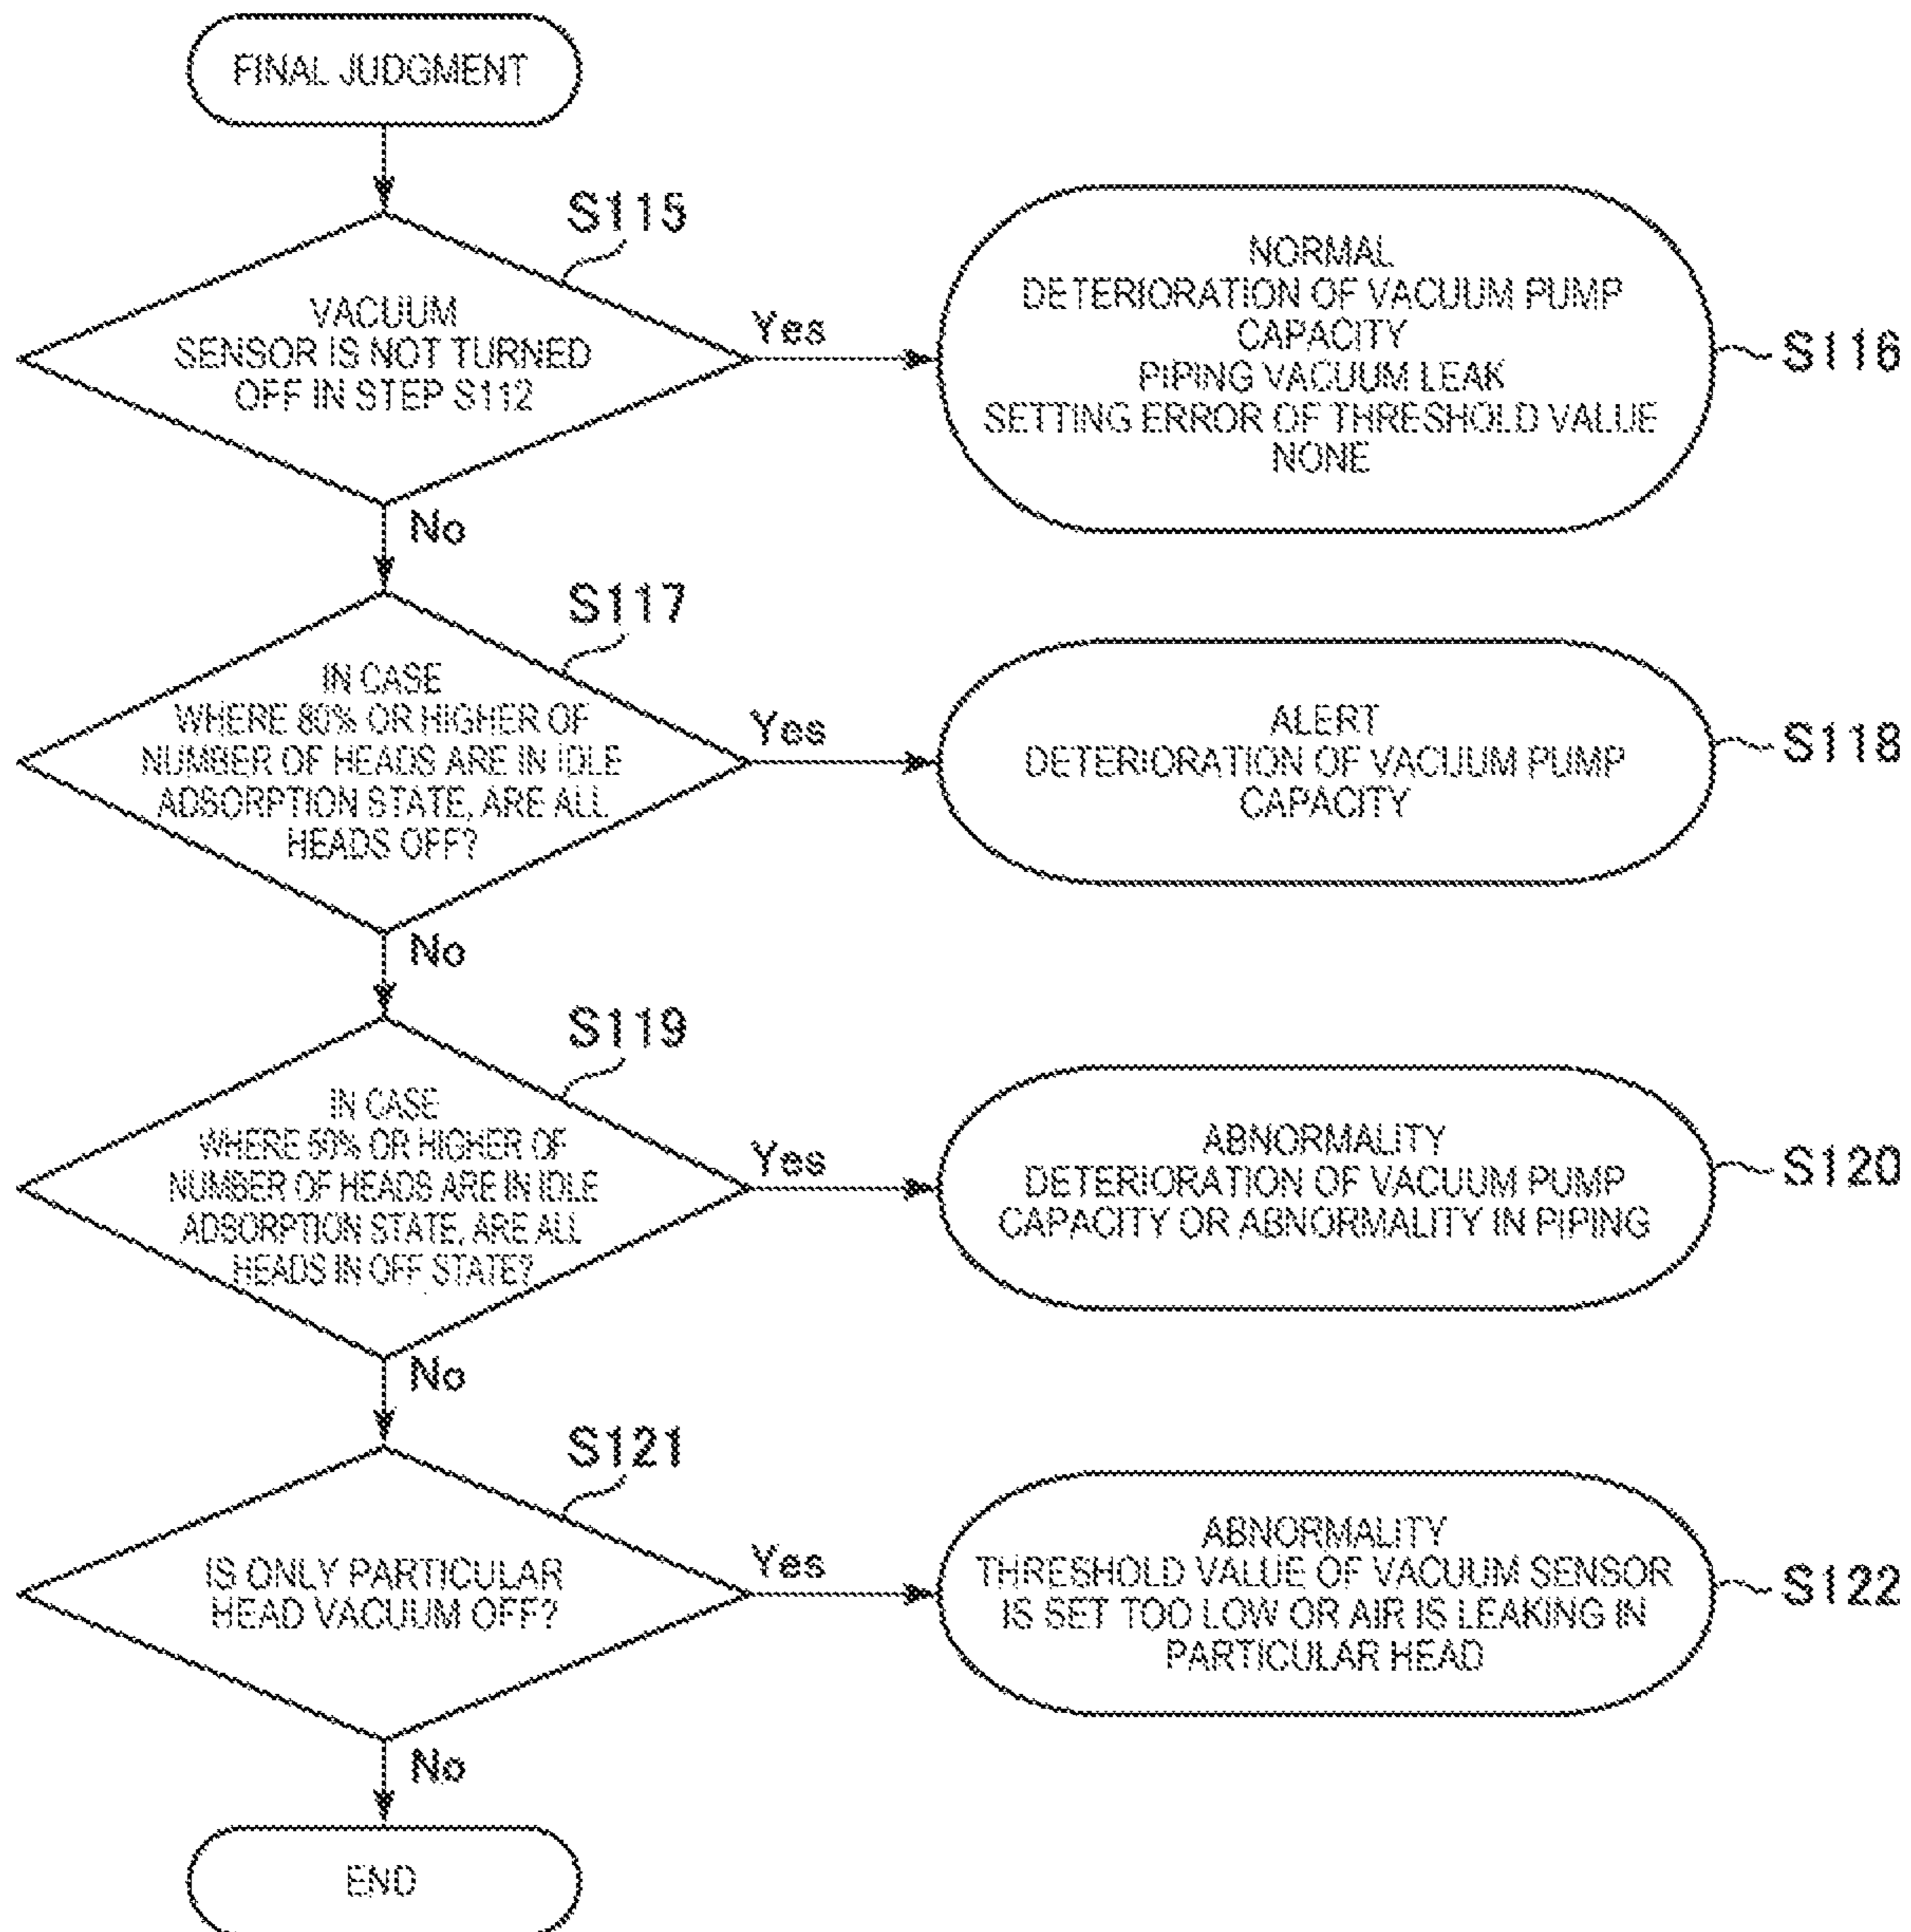 FINAL JUDGMENT
S115
VACUUM
SENSOR IS NOT TURNED
OFF IN STEP S112
Yes
No
NORMAL
DETERIORATION OF VACUUM PUMP
CAPACITY
PIPING VACUUM LEAK
SETTING ERROR OF THRESHOLD VALUE
NONE
S116
S117
IN CASE
WHERE 80% OR HIGHER OF
NUMBER OF HEADS ARE IN IDLE
ADSORPTION STATE, ARE ALL
HEADS OFF?
Yes
No
ALERT
DETERIORATION OF VACUUM PUMP
CAPACITY
S118
S119
IN CASE
WHERE 50% OR HIGHER OF
NUMBER OF HEADS ARE IN IDLE
ADSORPTION STATE, ARE ALL
HEADS IN OFF STATE?
Yes
No
ABNORMALITY
DETERIORATION OF VACUUM PUMP
CAPACITY OR ABNORMALITY IN PIPING
S120
S121
IS ONLY PARTICULAR
HEAD VACUUM OFF?
Yes
No
ABNORMALITY
THRESHOLD VALUE OF VACUUM SENSOR
IS SET TOO LOW OR AIR IS LEAKING IN
PARTICULAR HEAD
S122
END